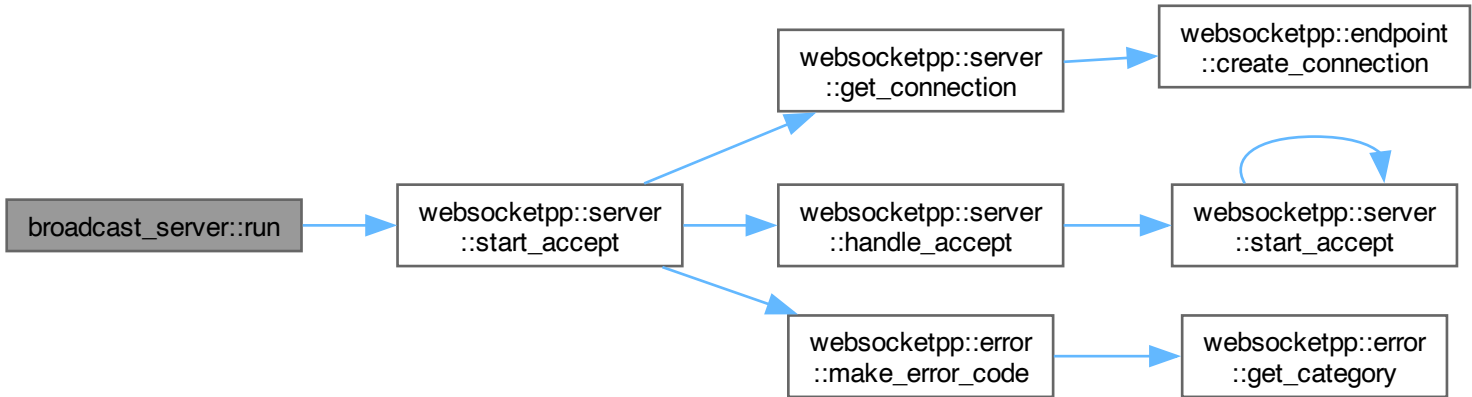 websocketpp::endpoint
::create_connection
websocketpp::server
::get_connection
broadcast_server::run
websocketpp::server
::start_accept
websocketpp::server
::handle_accept
websocketpp::server
::start_accept
websocketpp::error
::make_error_code
websocketpp::error
::get_category